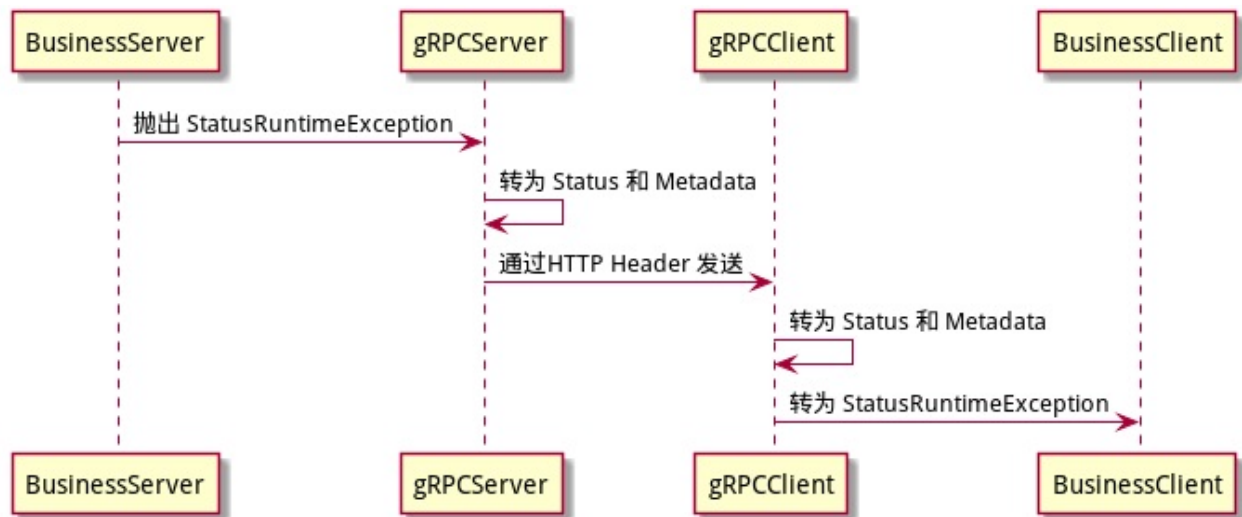 BusinessServer gRPCServer gRPCClient BusinessClient
抛出 StatusRuntimeException
转为 Status 和 Metadata
通过HTTP Header 发送
转为 Status 和 Metadata
转为 StatusRuntimeException
BusinessServer gRPCServer gRPCClient BusinessClient